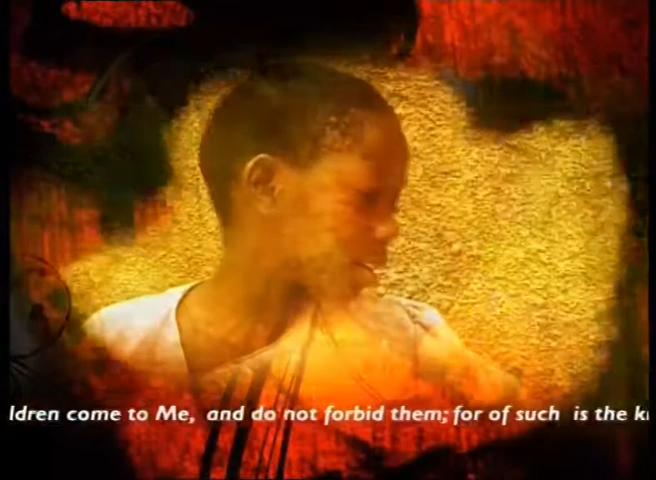 ldren come to Me, and do not forbid them; for of such is the k